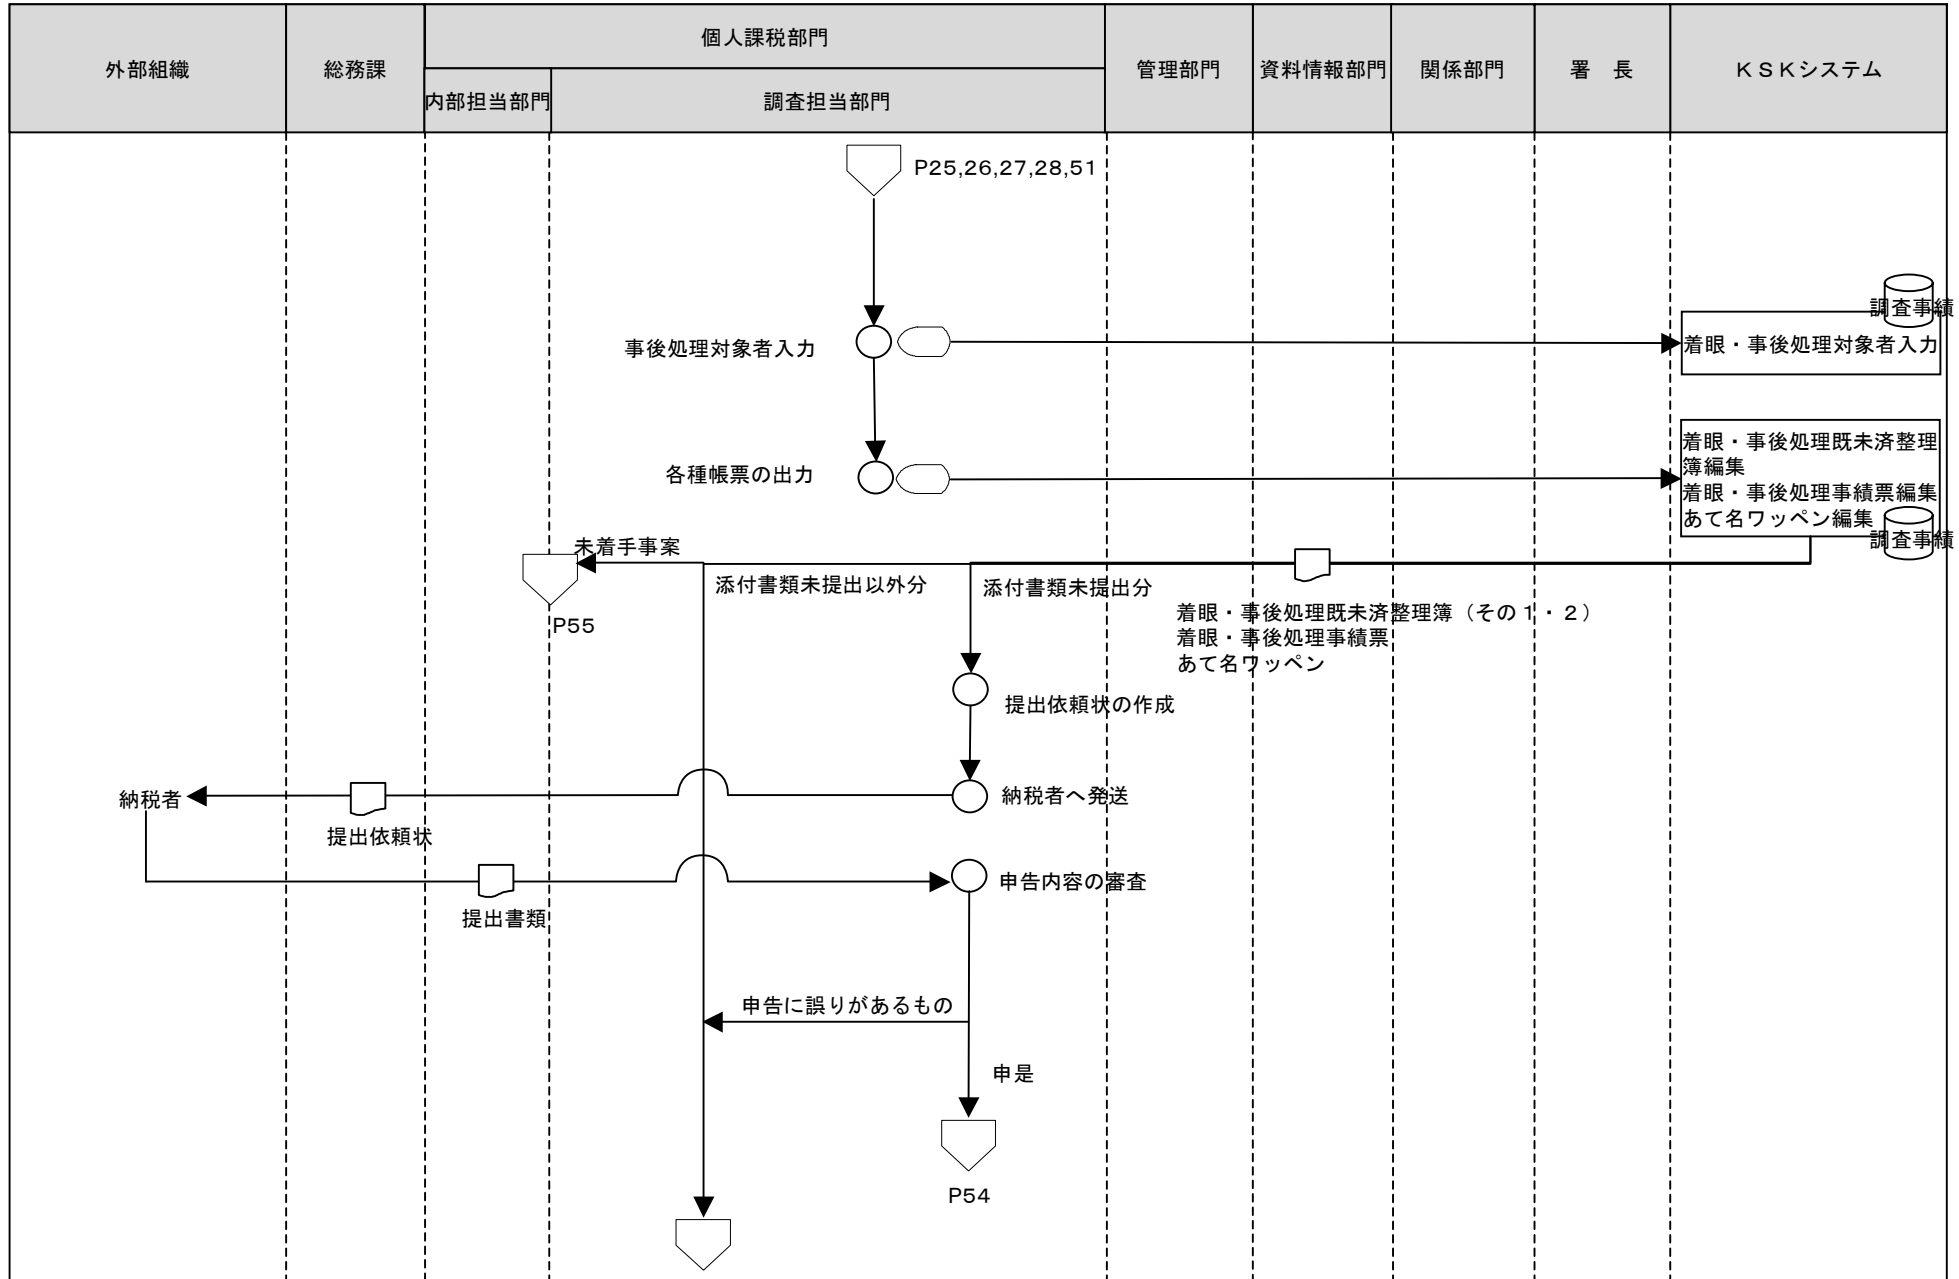 外部組織
総務課
個人課税部門
内部担当部門
調査担当部門
管理部門
資料情報部門
関係部門
署　長
ＫＳＫシステム
P25,26,27,28,51
調査事績
事後処理対象者入力
着眼・事後処理対象者入力
各種帳票の出力
着眼・事後処理既未済整理
簿編集
着眼・事後処理事績票編集
あて名ワッペン編集
調査事績
未着手事案
P55
添付書類未提出以外分
添付書類未提出分
着眼・事後処理既未済整理簿（その１・２）
着眼・事後処理事績票
あて名ワッペン
提出依頼状の作成
納税者
納税者へ発送
提出依頼状
申告内容の審査
提出書類
申告に誤りがあるもの
申是
P54